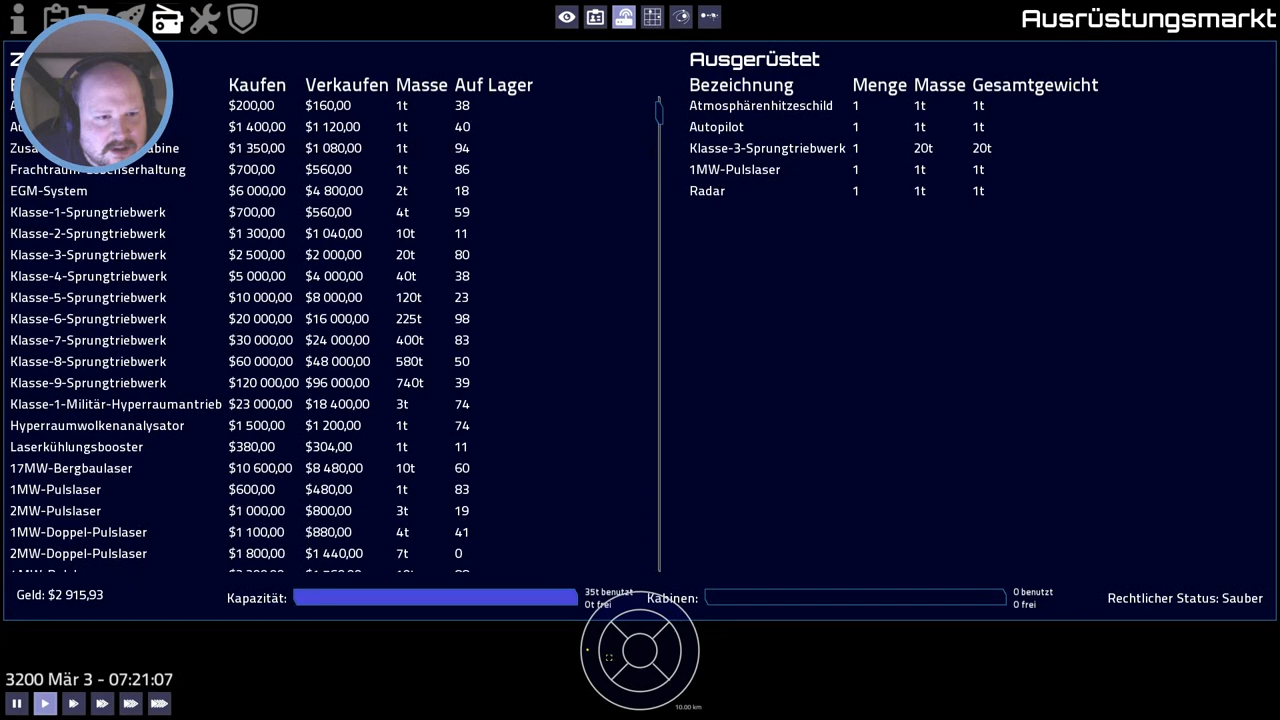 Ausrüstungsmarkt
Kaufen Verkaufen Masse Auf Lager
$200,00 $160,00 1t 38
$1 400,00 $1 120,00 1t 40
$1 350,00 $1 080,00 1t 94
$700,00 $560,00 1t 86
EGM-System $6 000,00 $4 800,00 2t 18
Klasse-1-Sprungtriebwerk $700,00 $560,00 4t 59
Klasse-2-Sprungtriebwerk $1 300,00 $1 040,00 10t 11
Klasse-3-Sprungtriebwerk $2 500,00 $2 000,00 20t 80
Klasse-4-Sprungtriebwerk $5 000,00 $4 000,00 40t 38
Klasse-5-Sprungtriebwerk $10 000,00 $8 000,00 120t 23
Klasse-6-Sprungtriebwerk $20 000,00 $16 000,00 225t 98
Klasse-7-Sprungtriebwerk $30 000,00 $24 000,00 400t 83
Klasse-8-Sprungtriebwerk $60 000,00 $48 000,00 580t 50
Klasse-9-Sprungtriebwerk $120 000,00 $96 000,00 740t 39
Klasse-1-Militär-Hyperraumantrieb $23 000,00 $18 400,00 3t 74
Hyperraumwolkenanalysator $1 500,00 $1 200,00 1t 74
Laserkühlungsbooster $380,00 $304,00 1t 11
17MW-Bergbaulaser $10 600,00 $8 480,00 10t 60
1MW-Pulslaser $600,00 $480,00 1t 83
2MW-Pulslaser $1 000,00 $800,00 3t 19
1MW-Doppel-Pulslaser $1 100,00 $880,00 4t 41
2MW-Doppel-Pulslaser $1 800,00 $1 440,00 7t 0
Ausgerüstet
Bezeichnung Menge Masse Gesamtgewicht
Atmosphärenhitzeschild 1 1t 1t
Autopilot 1 1t 1t
Klasse-3-Sprungtriebwerk 1 20t 20t
1MW-Pulslaser 1 1t 1t
Radar 1 1t 1t
Geld: $2 915,93
Kapazität:
35t benutzt
0t frei
Kabinen:
0 benutzt
0 frei
Rechtlicher Status: Sauber
3200 Mär 3 - 07:21:07
10.00 km